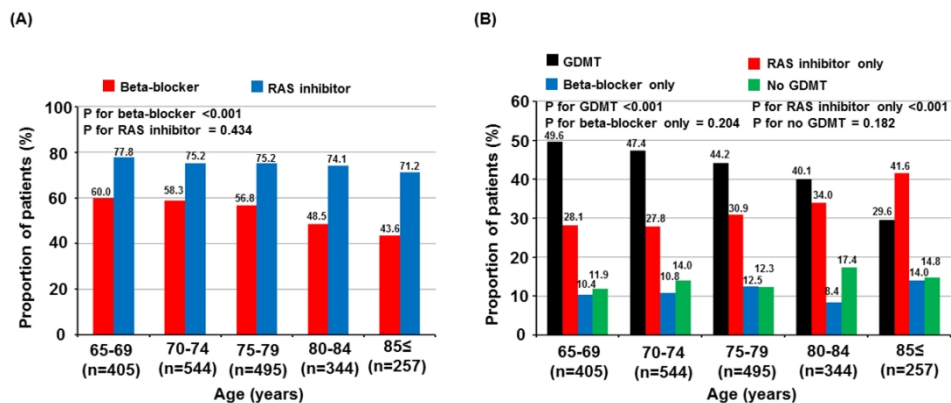 (A)
Beta-blocker RAS inhibitor
P for beta-blocker <0.001
P for RAS inhibitor = 0.434
Proportion of patients (%)
100
80
60
40
20
0
60.0 77.8
58.3 75.2
56.8 75.2
48.5 74.1
43.6 71.2
65-69 70-74 75-79 80-84 85≤
(n=405) (n=544) (n=495) (n=344) (n=257)
Age (years)
(B)
GDMT RAS inhibitor only
Beta-blocker only No GDMT
P for GDMT <0.001 P for RAS inhibitor only <0.001
P for beta-blocker only = 0.204 P for no GDMT = 0.182
Proportion of patients (%)
60
50
40
30
20
10
0
49.6 28.1 10.4 11.9
47.4 27.8 10.8 14.0
44.2 30.9 12.5 12.3
40.1 34.0 8.4 17.4
29.6 41.6 14.0 14.8
65-69 70-74 75-79 80-84 85≤
(n=405) (n=544) (n=495) (n=344) (n=257)
Age (years)